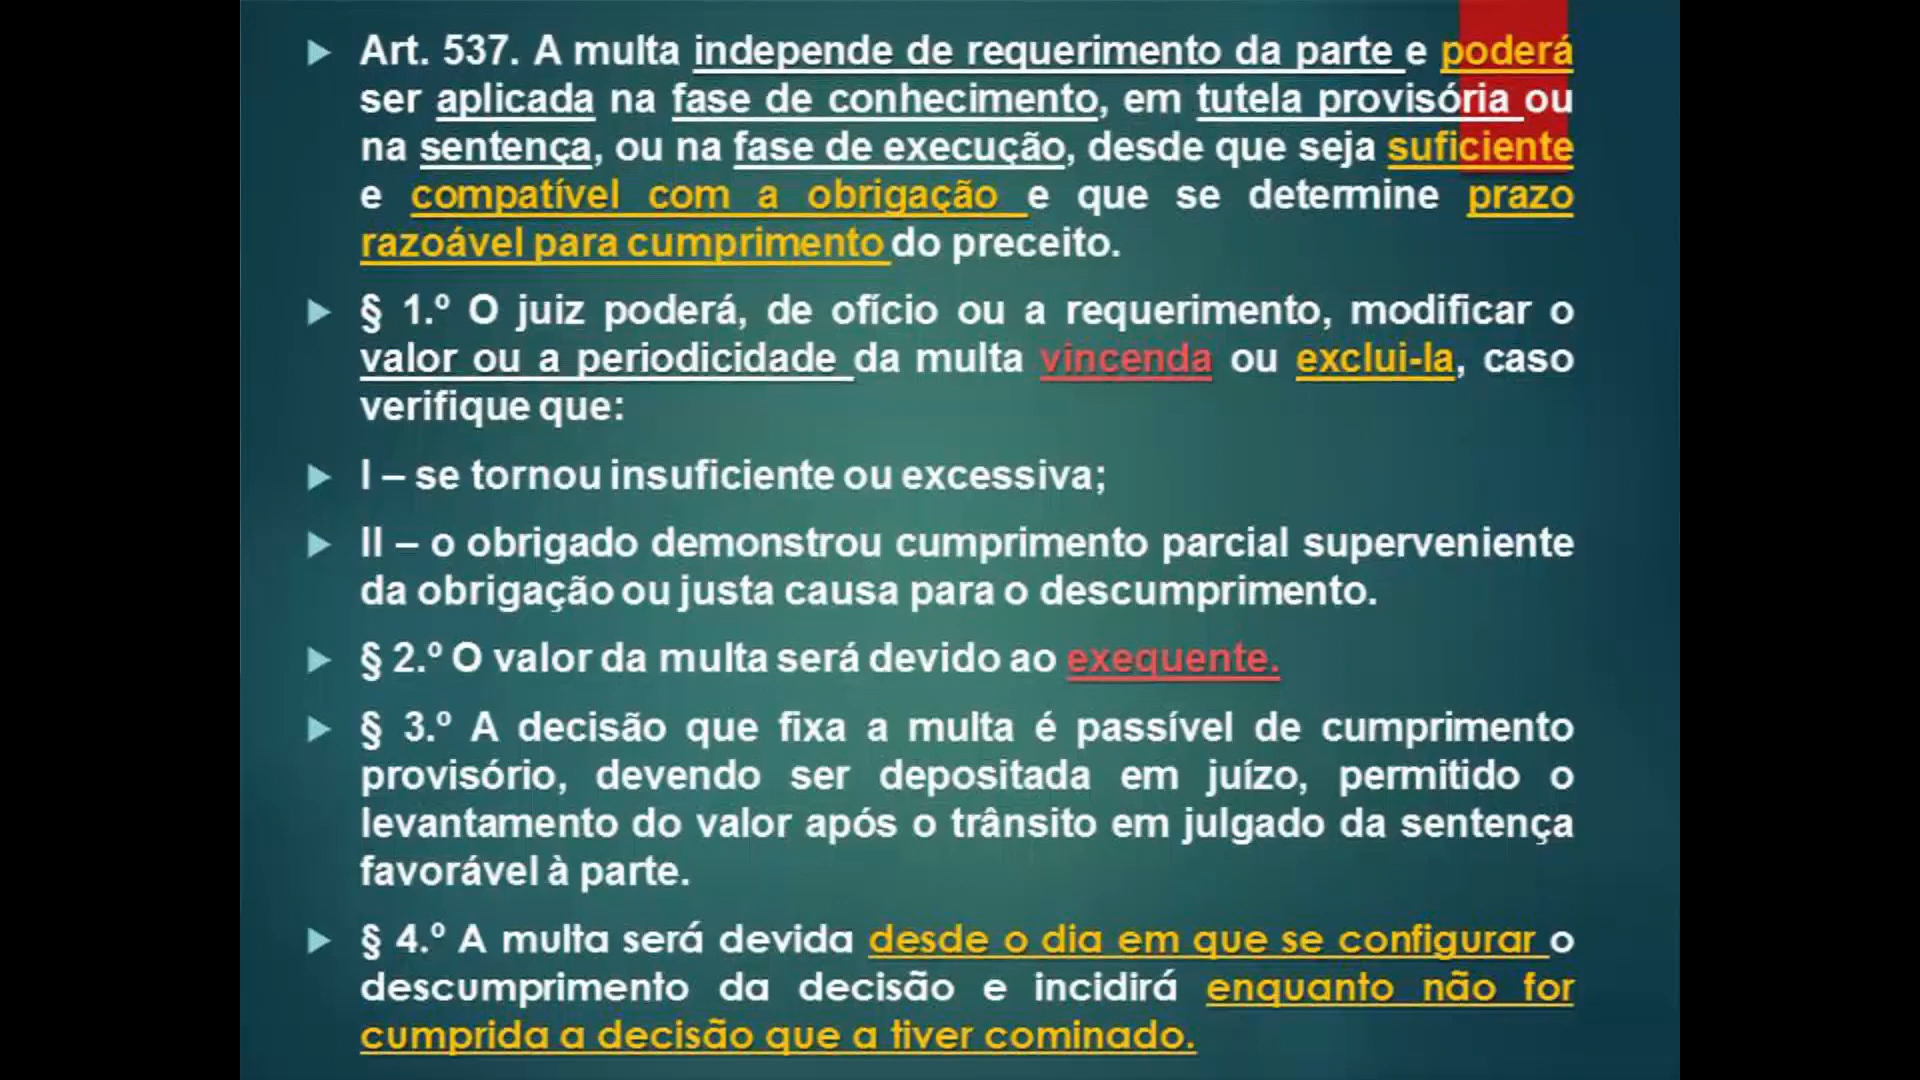 Art. 537. A multa independe de requerimento da parte e poderá
ser aplicada na fase de conhecimento, em tutela provisória ou
na sentença, ou na fase de execução, desde que seja suficiente
e compatível com a obrigação e que se determine prazo
razoável para cumprimento do preceito.
§ 1.º O juiz poderá, de ofício ou a requerimento, modificar o
valor ou a periodicidade da multa vincenda ou exclui-la, caso
verifique que:
I – se tornou insuficiente ou excessiva;
II – o obrigado demonstrou cumprimento parcial superveniente
da obrigação ou justa causa para o descumprimento.
§ 2.º O valor da multa será devido ao exequente.
§ 3.º A decisão que fixa a multa é passível de cumprimento
provisório, devendo ser depositada em juízo, permitido o
levantamento do valor após o trânsito em julgado da sentença
favorável à parte.
§ 4.º A multa será devida desde o dia em que se configurar o
descumprimento da decisão e incidirá enquanto não for
cumprida a decisão que a tiver cominado.